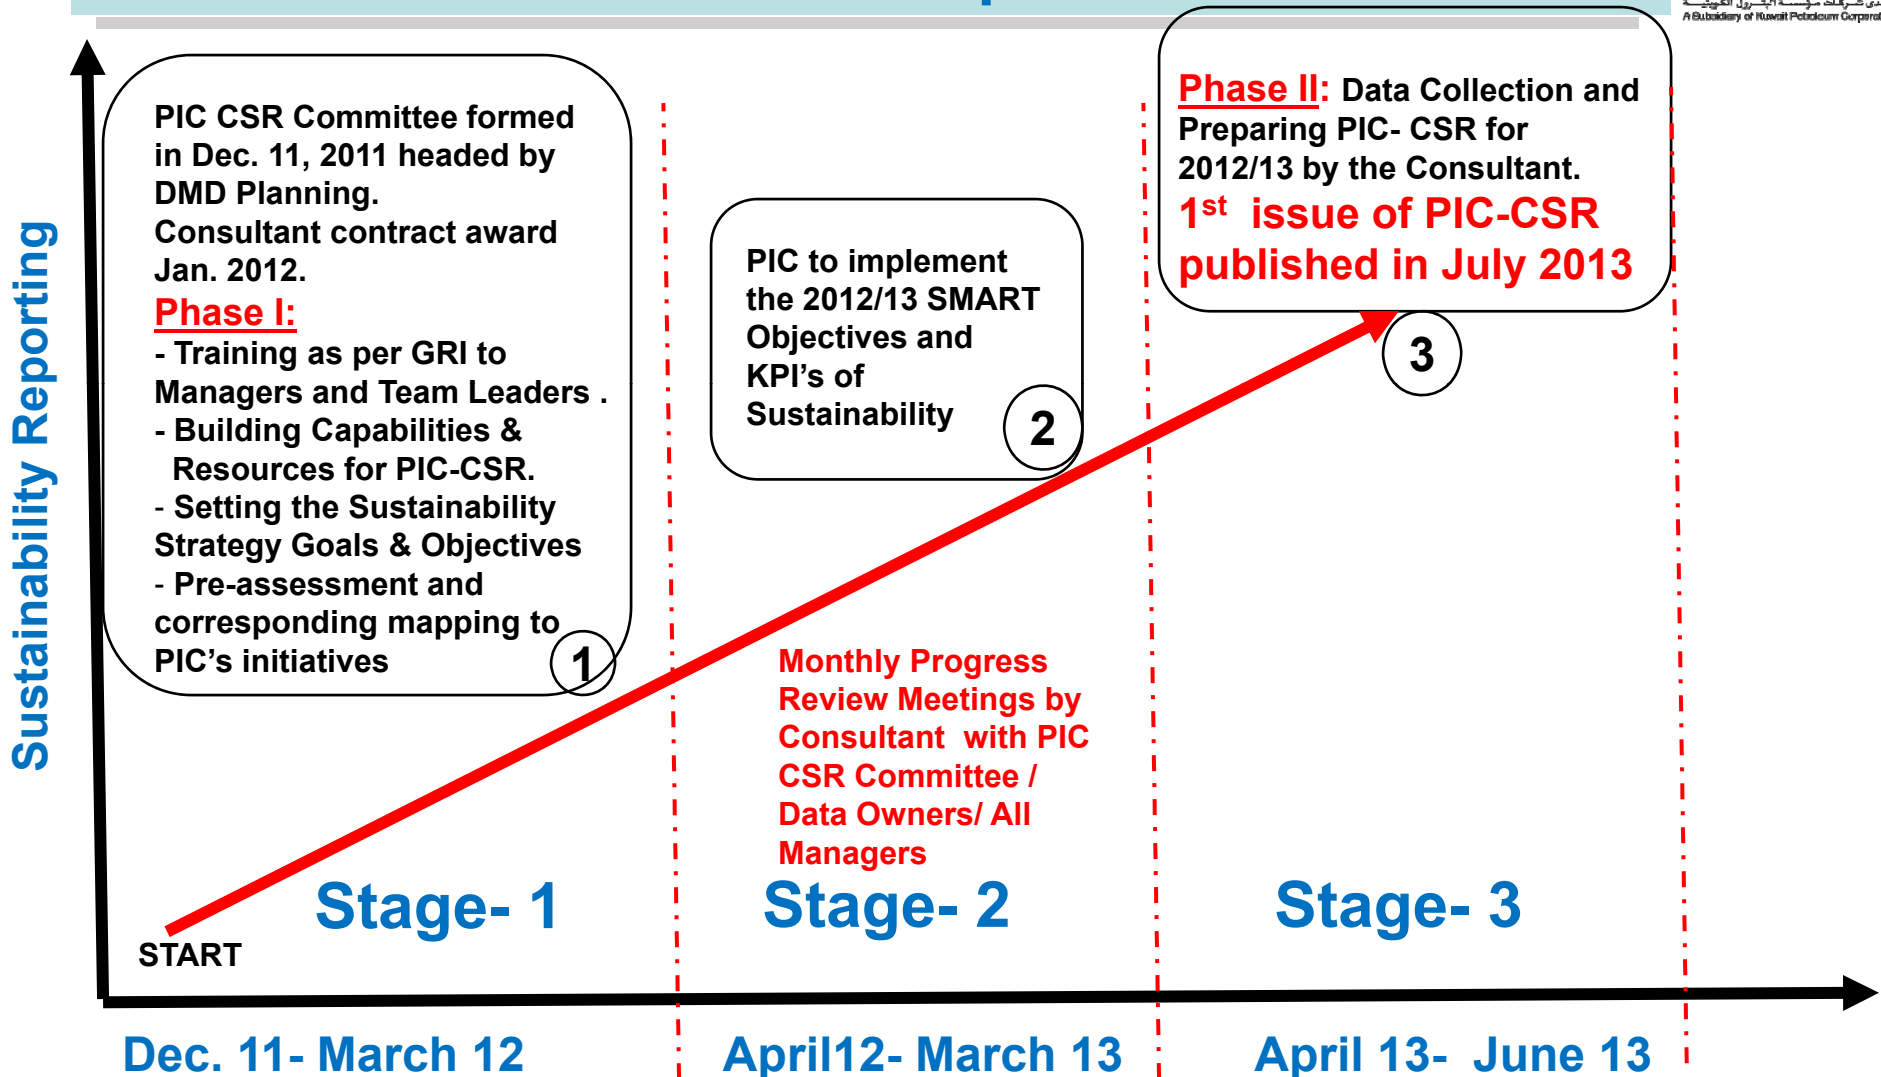 A Subsidiary of Kuwait Petroleum Corporat
Sustainability Reporting
PIC CSR Committee formed
in Dec. 11, 2011 headed by
DMD Planning.
Consultant contract award
Jan. 2012.
Phase I:
- Training as per GRI to
Managers and Team Leaders .
- Building Capabilities &
Resources for PIC-CSR.
- Setting the Sustainability
Strategy Goals & Objectives
- Pre-assessment and
corresponding mapping to
PIC’s initiatives
1
PIC to implement
the 2012/13 SMART
Objectives and
KPI’s of
Sustainability
2
Phase II: Data Collection and
Preparing PIC- CSR for
2012/13 by the Consultant.
1st issue of PIC-CSR
published in July 2013
3
Monthly Progress
Review Meetings by
Consultant with PIC
CSR Committee /
Data Owners/ All
Managers
Stage- 1
Stage- 2
Stage- 3
START
Dec. 11- March 12
April12- March 13
April 13- June 13